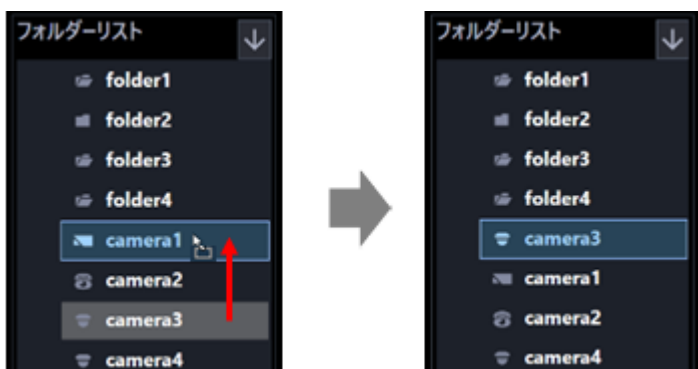 フォルダーリスト
folder1
folder2
folder3
folder4
camera1
camera2
camera3
camera4
フォルダーリスト
folder1
folder2
folder3
folder4
camera3
camera1
camera2
camera4